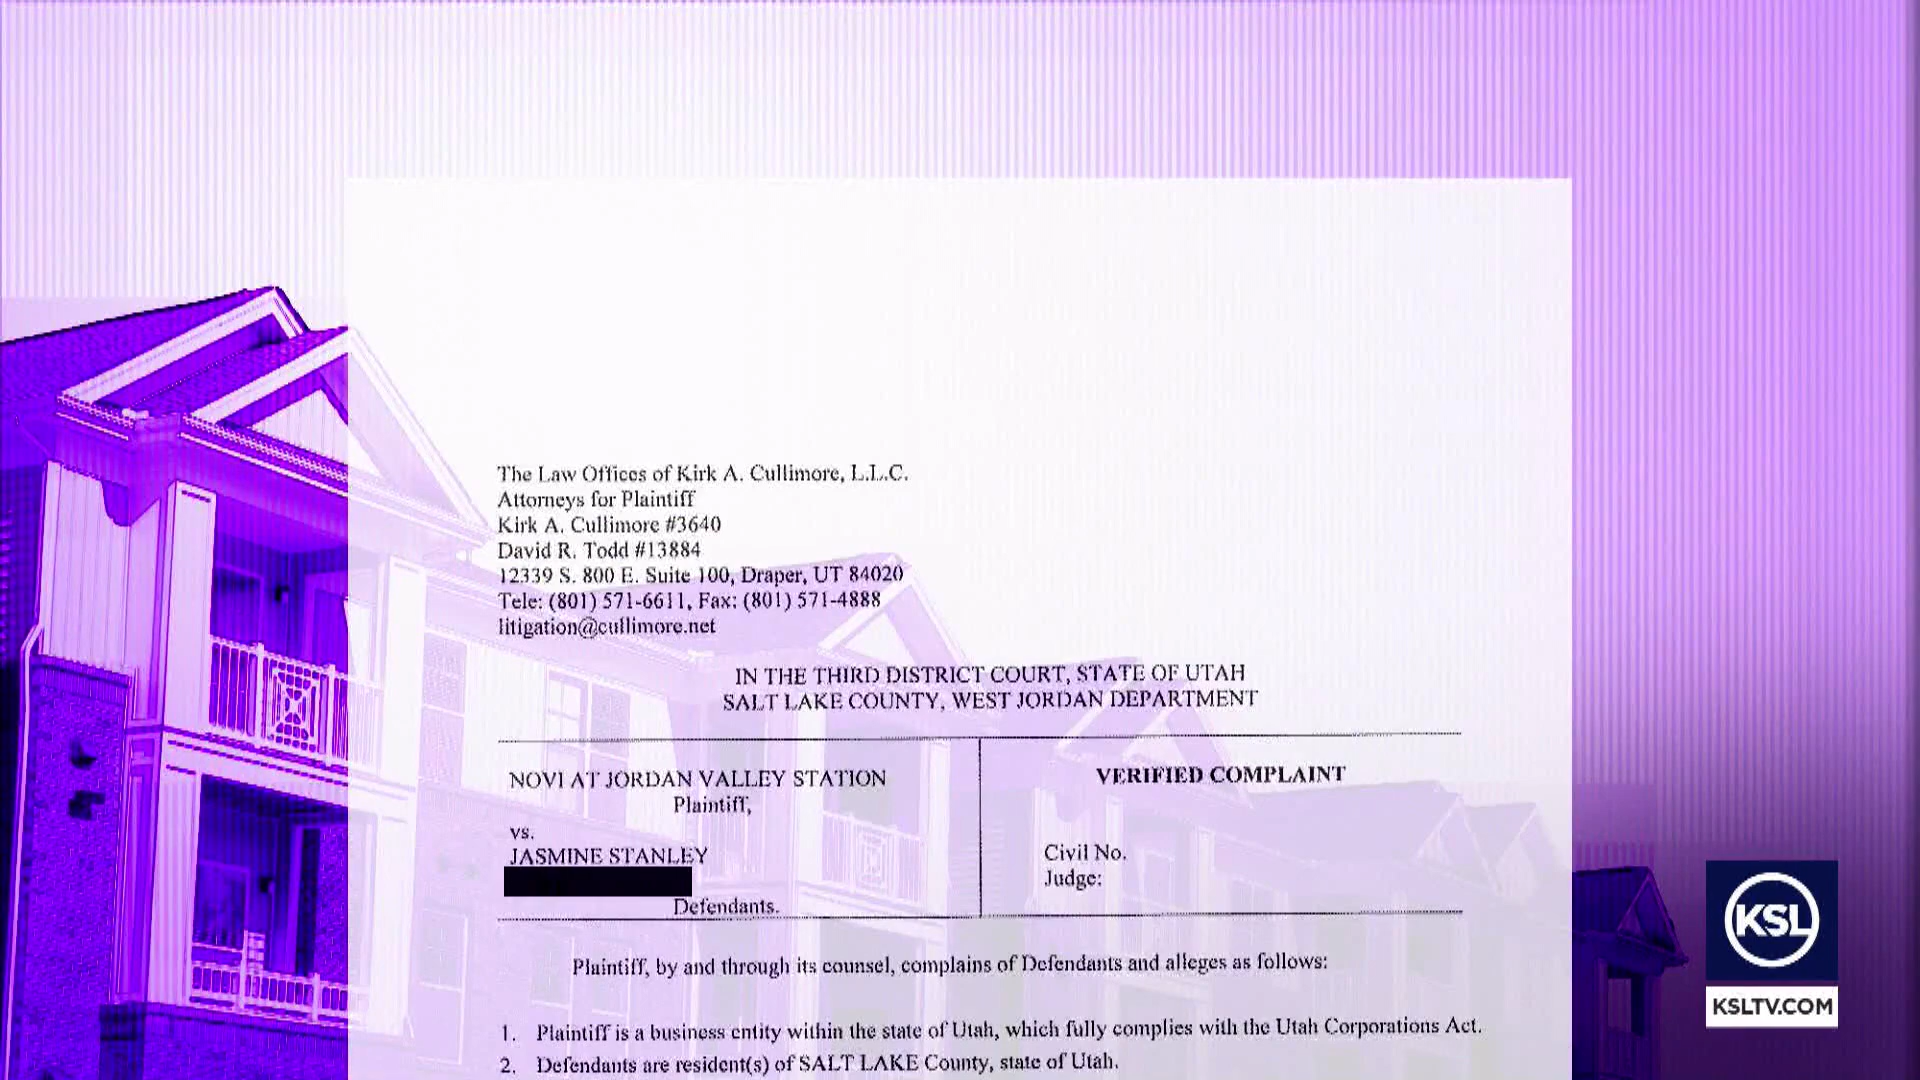 The Law Offices of Kirk A. Cullimore, L.L.C.
Attorneys for Plaintiff
Kirk A. Cullimore #3640
David R. Todd #13884
12339 S. 800 E. Suite 100, Draper, UT 84020
Tele: (801) 571-6611, Fax: (801) 571-4888
litigation@cullimore.net
IN THE THIRD DISTRICT COURT, STATE OF UTAH
SALT LAKE COUNTY, WEST JORDAN DEPARTMENT
NOVI AT JORDAN VALLEY STATION
Plaintiff,
vs.
JASMINE STANLEY
Defendants.
VERIFIED COMPLAINT
Civil No.
Judge:
Plaintiff, by and through its counsel, complains of Defendants and alleges as follows:
1. Plaintiff is a business entity within the state of Utah, which fully complies with the Utah Corporations Act.
2. Defendants are resident(s) of SALT LAKE County, state of Utah.
KSL
KSLTV.COM